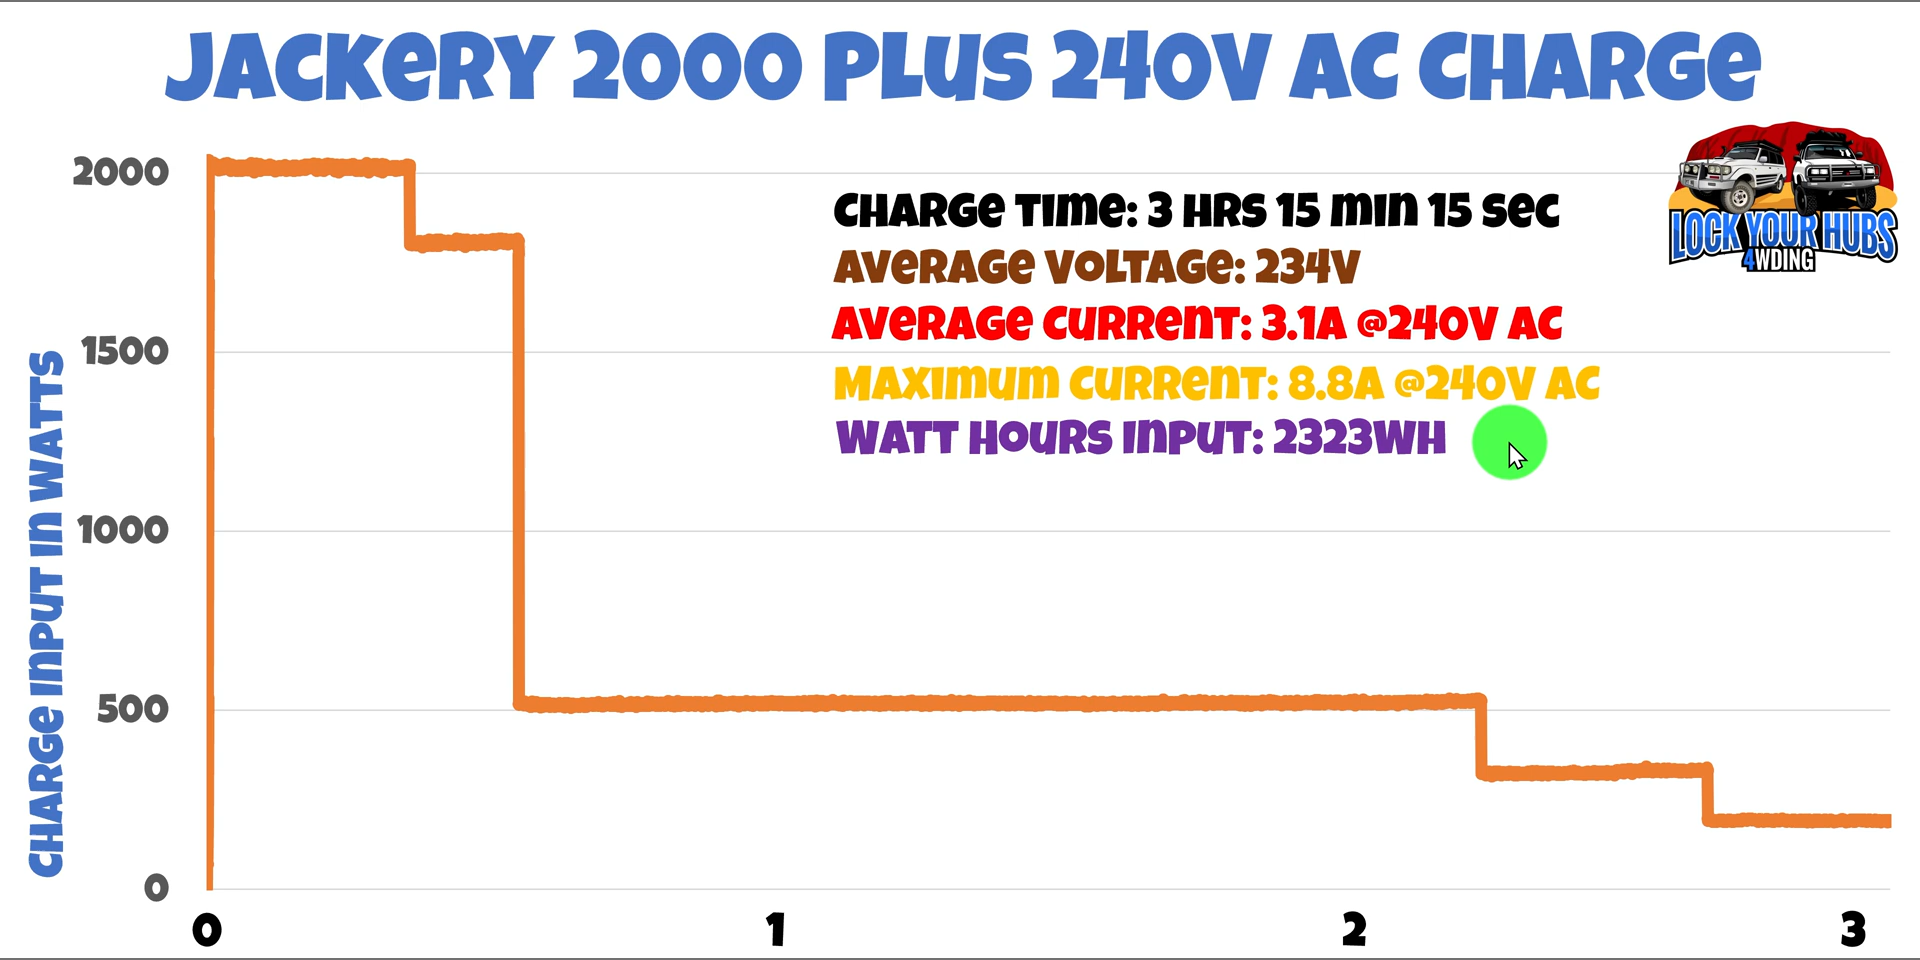 JACKERY 2000 PLUS 240V AC CHARGE
2000
CHARGE TIME: 3 HRS 15 MIN 15 SEC
LOCK YOUR HUBS
4WDING
AVERAGE VOLTAGE: 234V
AVERAGE CURRENT: 3.1A @240V AC
1500
MAXIMUM CURRENT: 8.8A @240V AC
WATT HOURS INPUT: 2323WH
CHARGE INPUT IN WATTS
1000
500
0
0 1 2 3